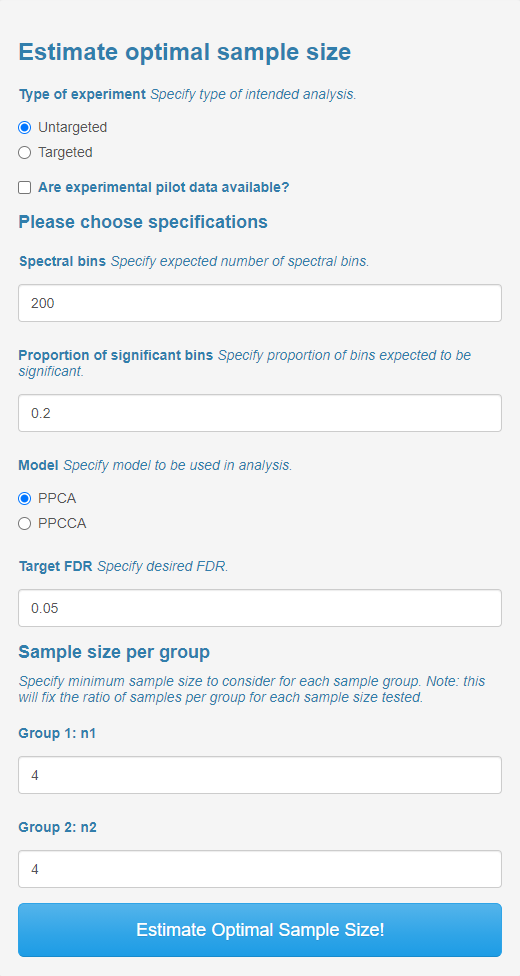 Estimate optimal sample size
Type of experiment Specify type of intended analysis.
Untargeted
Targeted
Are experimental pilot data available?
Please choose specifications
Spectral bins Specify expected number of spectral bins.
200
Proportion of significant bins Specify proportion of bins expected to be
significant.
0.2
Model Specify model to be used in analysis.
PPCA
PPCCA
Target FDR Specify desired FDR.
0.05
Sample size per group
Specify minimum sample size to consider for each sample group. Note: this
will fix the ratio of samples per group for each sample size tested.
Group 1: n1
4
Group 2: n2
4
Estimate Optimal Sample Size!